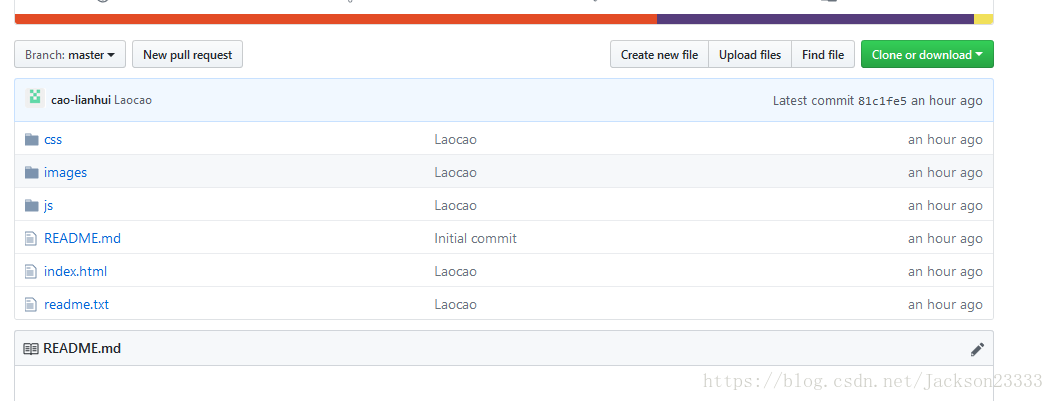 Branch: master New pull request Create new file Upload files Find file Clone or download
cao-lianhui Laocao Latest commit 81c1fe5 an hour ago
css Laocao an hour ago
images Laocao an hour ago
js Laocao an hour ago
README.md Initial commit an hour ago
index.html Laocao an hour ago
readme.txt Laocao an hour ago
README.md
https://blog.csdn.net/Jackson23333